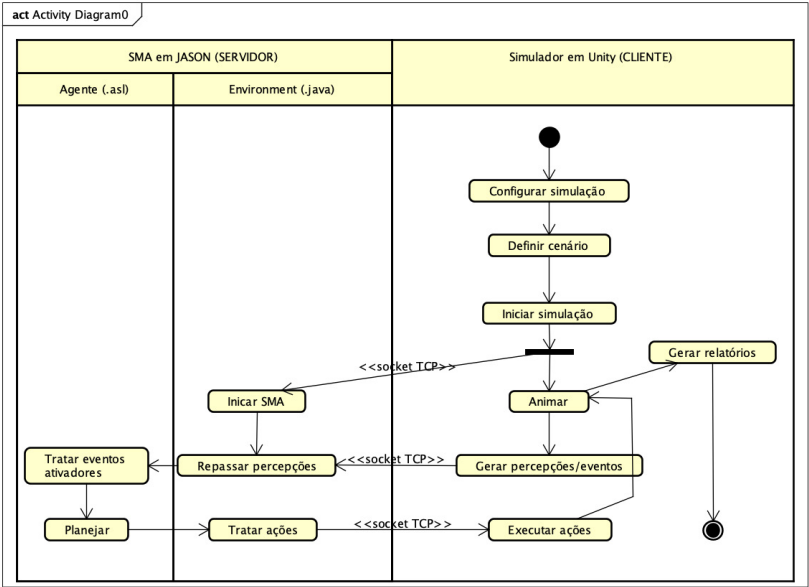 act Activity Diagram0
SMA em JASON (SERVIDOR)
Simulador em Unity (CLIENTE)
Agente (.asl)
Environment (.java)
Configurar simulação
Definir cenário
Iniciar simulação
Gerar relatórios
<<socket TCP>>
Inicar SMA
Animar
Tratar eventos
ativadores
Repassar percepções
<<socket TCP>>
Gerar percepções/eventos
Planejar
Tratar ações
<<socket TCP>>
Executar ações